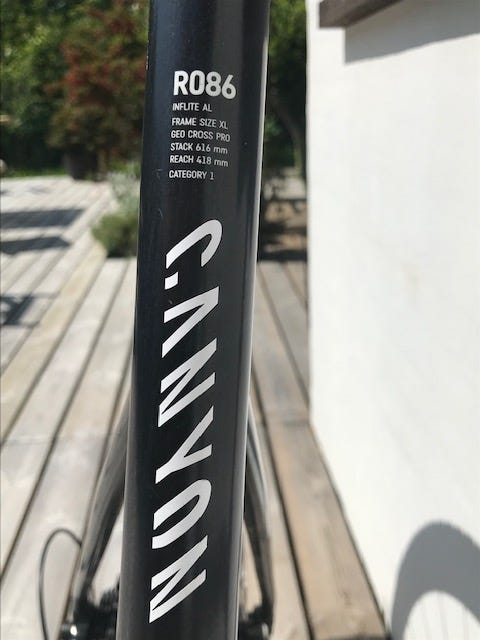 R086
INFLITE AL
FRAME SIZE XL
GEO CROSS PRO
STACK 616 mm
REACH 418 mm
CATEGORY 1
CANYON